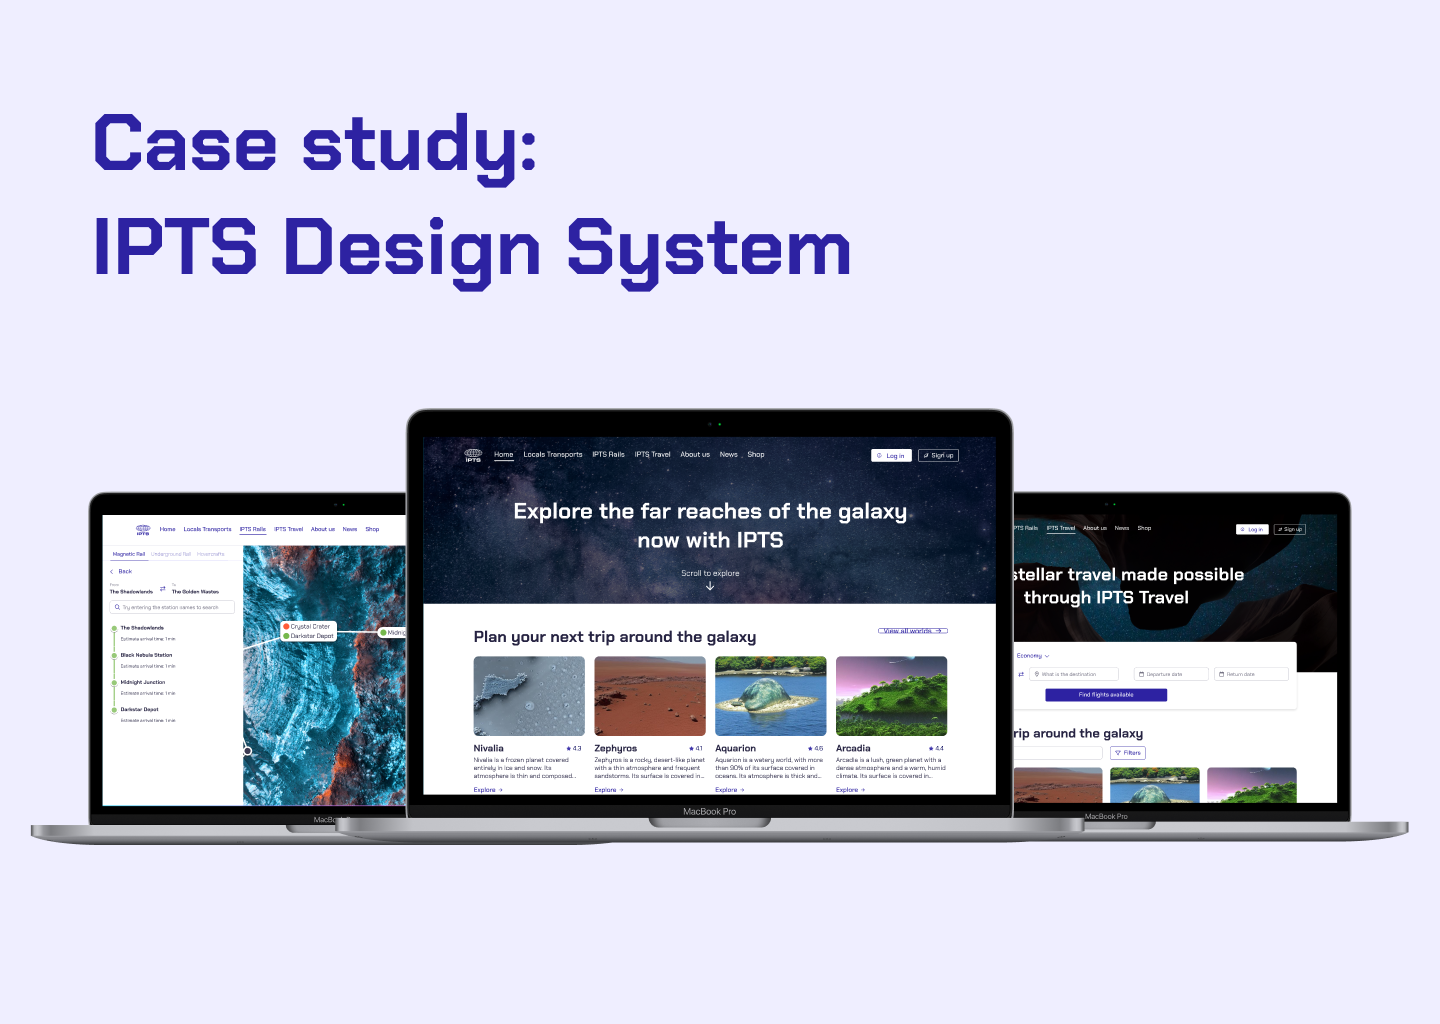 Case study:
IPTS Design System
IPTS
Home Locals Transports IPTS Rails IPTS Travel About us News Shop
Magnetic Rail Underground Rail Hovercrafts
Back
From To
The Shadowlands The Golden Wastes
Try entering the station names to search
The Shadowlands
Estimate arrival time: 1 min
Black Nebula Station
Estimate arrival time: 1 min
Midnight Junction
Estimate arrival time: 1 min
Darkstar Depot
Estimate arrival time: 1 min
Crystal Crater
Darkstar Depot
Midnig
MacB
IPTS
Home Locals Transports IPTS Rails IPTS Travel About us News Shop
Log in Sign up
Explore the far reaches of the galaxy
now with IPTS
Scroll to explore
Plan your next trip around the galaxy
View all worlds
Nivalia 4.3
Nivalia is a frozen planet covered
entirely in ice and snow. Its
atmosphere is thin and composed...
Explore
Zephyros 4.1
Zephyros is a rocky, desert-like planet
with a thin atmosphere and frequent
sandstorms. Its surface is covered in...
Explore
Aquarion 4.6
Aquarion is a watery world, with more
than 90% of its surface covered in
oceans. Its atmosphere is thick and...
Explore
Arcadia 4.4
Arcadia is a lush, green planet with a
dense atmosphere and a warm, humid
climate. Its surface is covered in...
Explore
MacBook Pro
PTS Rails IPTS Travel About us News Shop
Log in Sign up
stellar travel made possible
through IPTS Travel
Economy
What is the destination Departure date Return date
Find flights available
rip around the galaxy
Filters
MacBook Pro